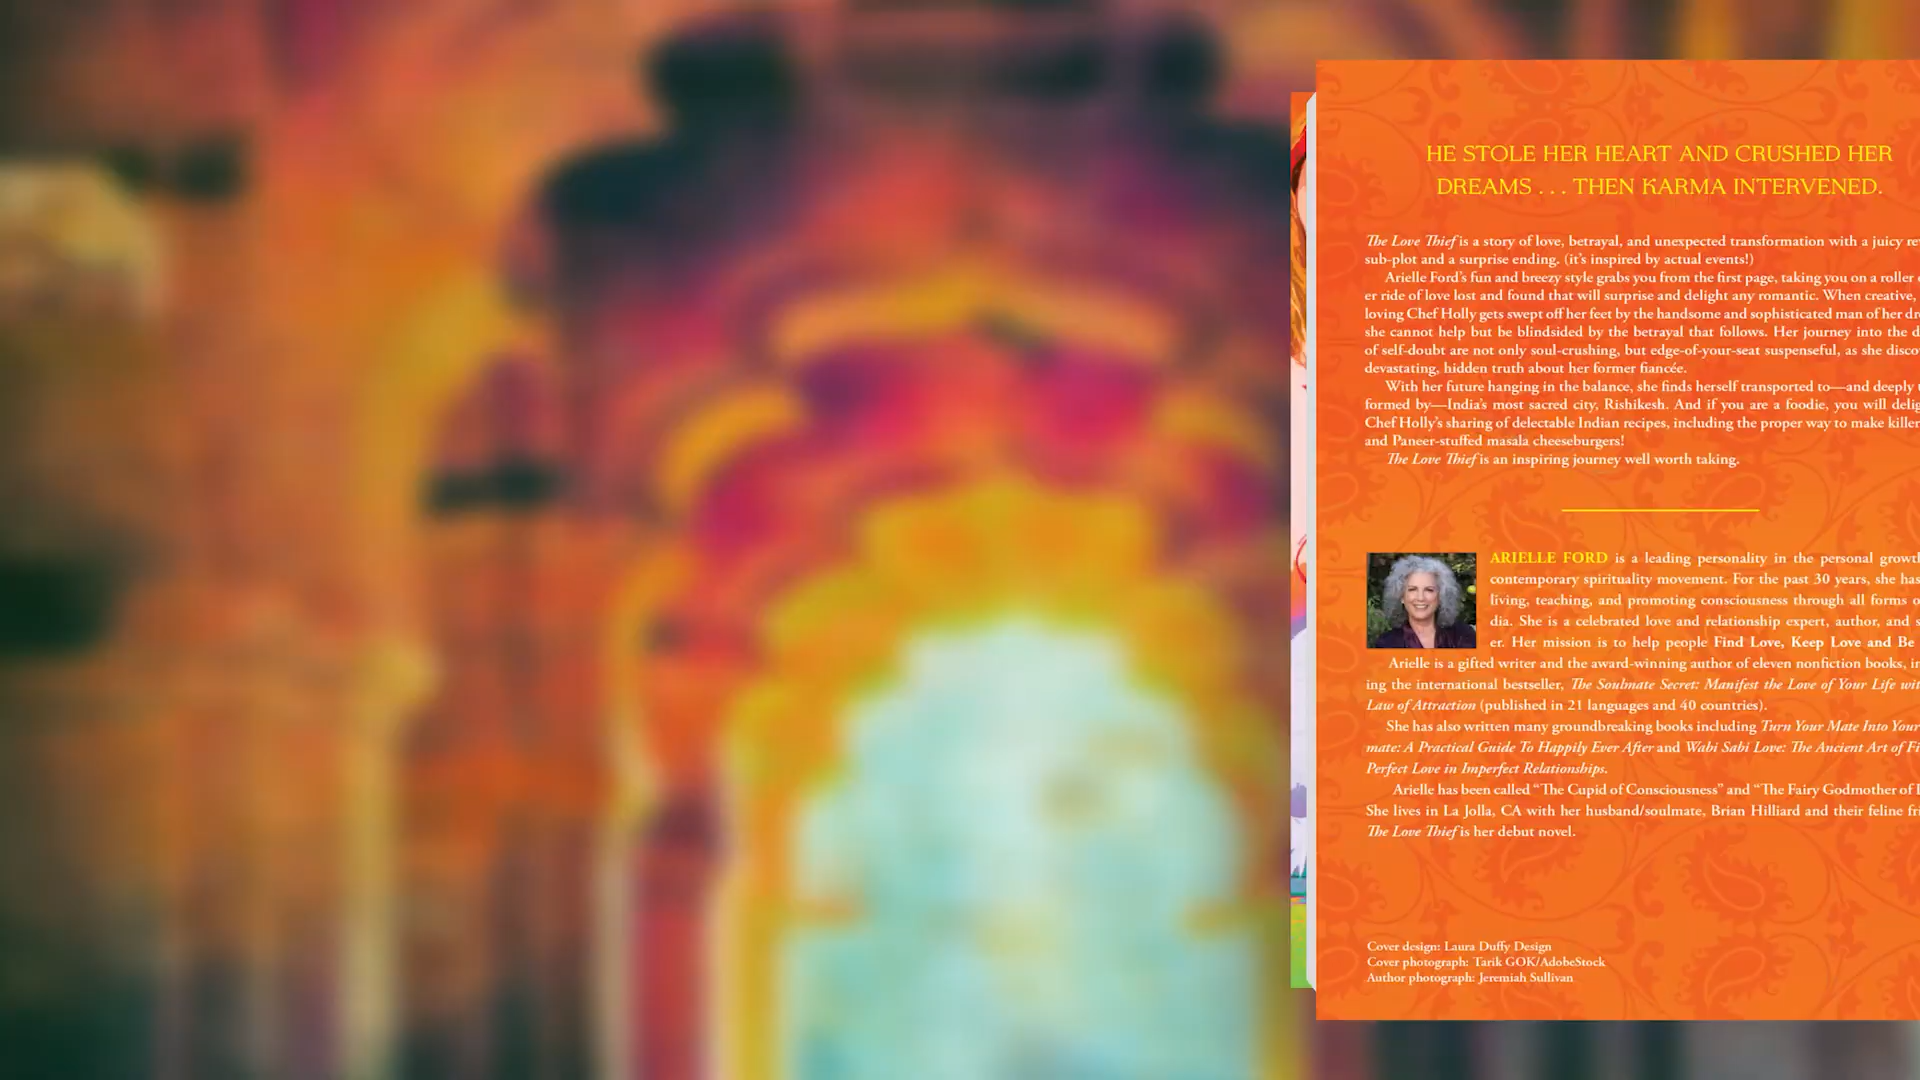 HE STOLE HER HEART AND CRUSHED HER
DREAMS . . . THEN KARMA INTERVENED.
The Love Thief is a story of love, betrayal, and unexpected transformation with a juicy
sub-plot and a surprise ending. (it's inspired by actual events!)
Arielle Ford's fun and breezy style grabs you from the first page, taking you on a roller
er ride of love lost and found that will surprise and delight any romantic. When creative,
loving Chef Holly gets swept off her feet by the handsome and sophisticated man of her
she cannot help but be blindsided by the betrayal that follows. Her journey into the
of self-doubt are not only soul-crushing, but edge-of-your-seat suspenseful, as she
devastating, hidden truth about her former fiancée.
With her future hanging in the balance, she finds herself transported to—and deeply
formed by—India's most sacred city, Rishikesh. And if you are a foodie, you will
Chef Holly's sharing of delectable Indian recipes, including the proper way to make killer
and Paneer-stuffed masala cheeseburgers!
The Love Thief is an inspiring journey well worth taking.
ARIELLE FORD is a leading personality in the personal growth
contemporary spirituality movement. For the past 30 years, she has
living, teaching, and promoting consciousness through all forms
dia. She is a celebrated love and relationship expert, author, and
er. Her mission is to help people Find Love, Keep Love and Be
Arielle is a gifted writer and the award-winning author of eleven nonfiction books,
ing the international bestseller, The Soulmate Secret: Manifest the Love of Your Life
Law of Attraction (published in 21 languages and 40 countries).
She has also written many groundbreaking books including Turn Your Mate Into Your
mate: A Practical Guide To Happily Ever After and Wabi Sabi Love: The Ancient Art of
Perfect Love in Imperfect Relationships.
Arielle has been called "The Cupid of Consciousness" and "The Fairy Godmother of
She lives in La Jolla, CA with her husband/soulmate, Brian Hilliard and their feline
The Love Thief is her debut novel.
Cover design: Laura Duffy Design
Cover photograph: Tarik GOK/AdobeStock
Author photograph: Jeremiah Sullivan